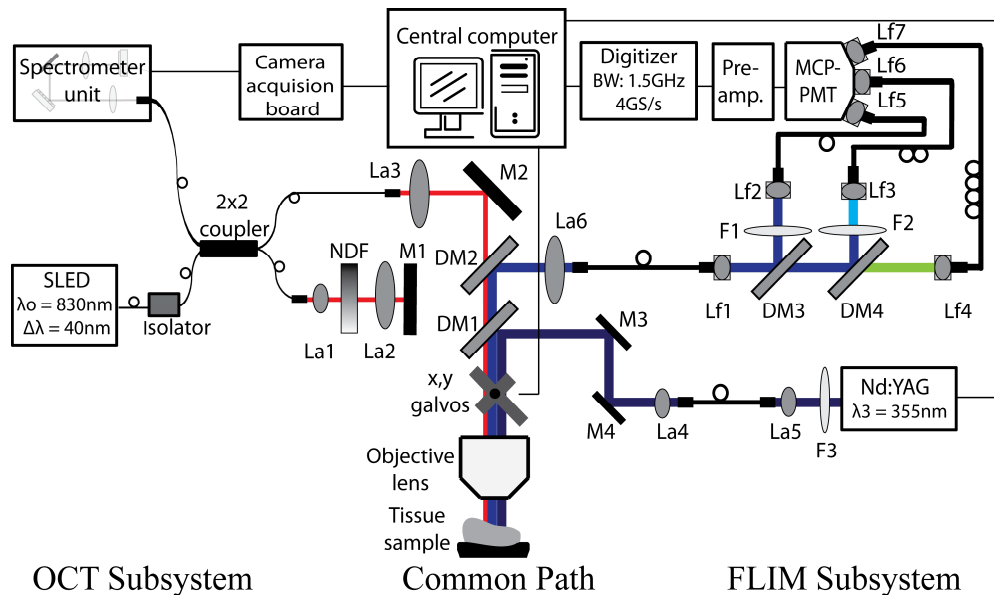 Central computer
Spectrometer
unit
Camera
acquision
board
Digitizer
BW: 1.5GHz
4GS/s
Pre-
amp.
MCP-
PMT
Lf7
Lf6
Lf5
La3
M2
2x2
coupler
NDF
M1
DM2
La6
Lf2
Lf3
F1
F2
SLED
λo = 830nm
Δλ = 40nm
Isolator
La1
La2
DM1
Lf1
DM3
DM4
Lf4
M3
x,y
galvos
M4
La4
La5
F3
Nd:YAG
λ3 = 355nm
Objective
lens
Tissue
sample
OCT Subsystem
Common Path
FLIM Subsystem